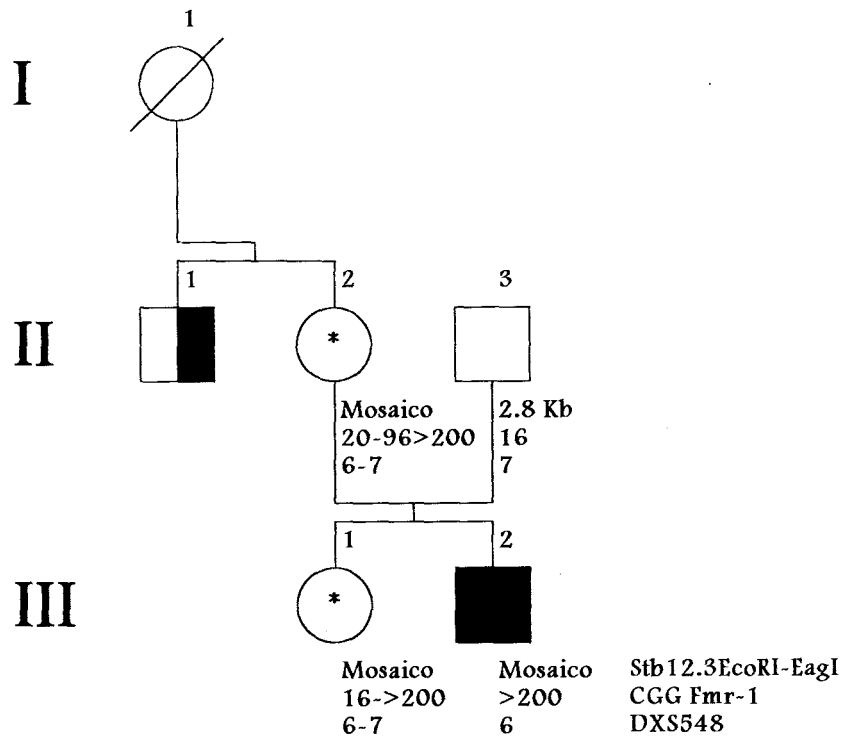 1
I
1 2 3
II
*
Mosaico 2.8 Kb
20-96>200 16
6-7 7
1 2
III
*
Mosaico Mosaico Stb12.3EcoRI-EagI
16->200 >200 CGG Fmr-1
6-7 6 DXS548